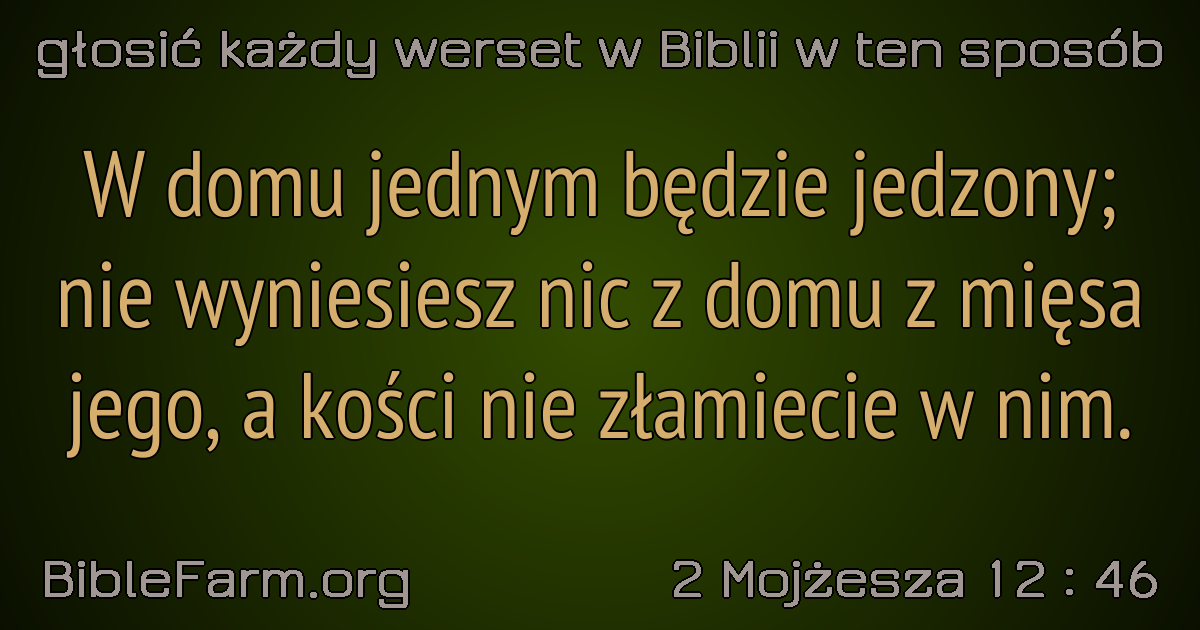 głosić każdy werset w Biblii w ten sposób
W domu jednym będzie jedzony;
nie wyniesiesz nic z domu z mięsa
jego, a kości nie złamiecie w nim.
BibleFarm.org
2 Mojżesza 12 : 46